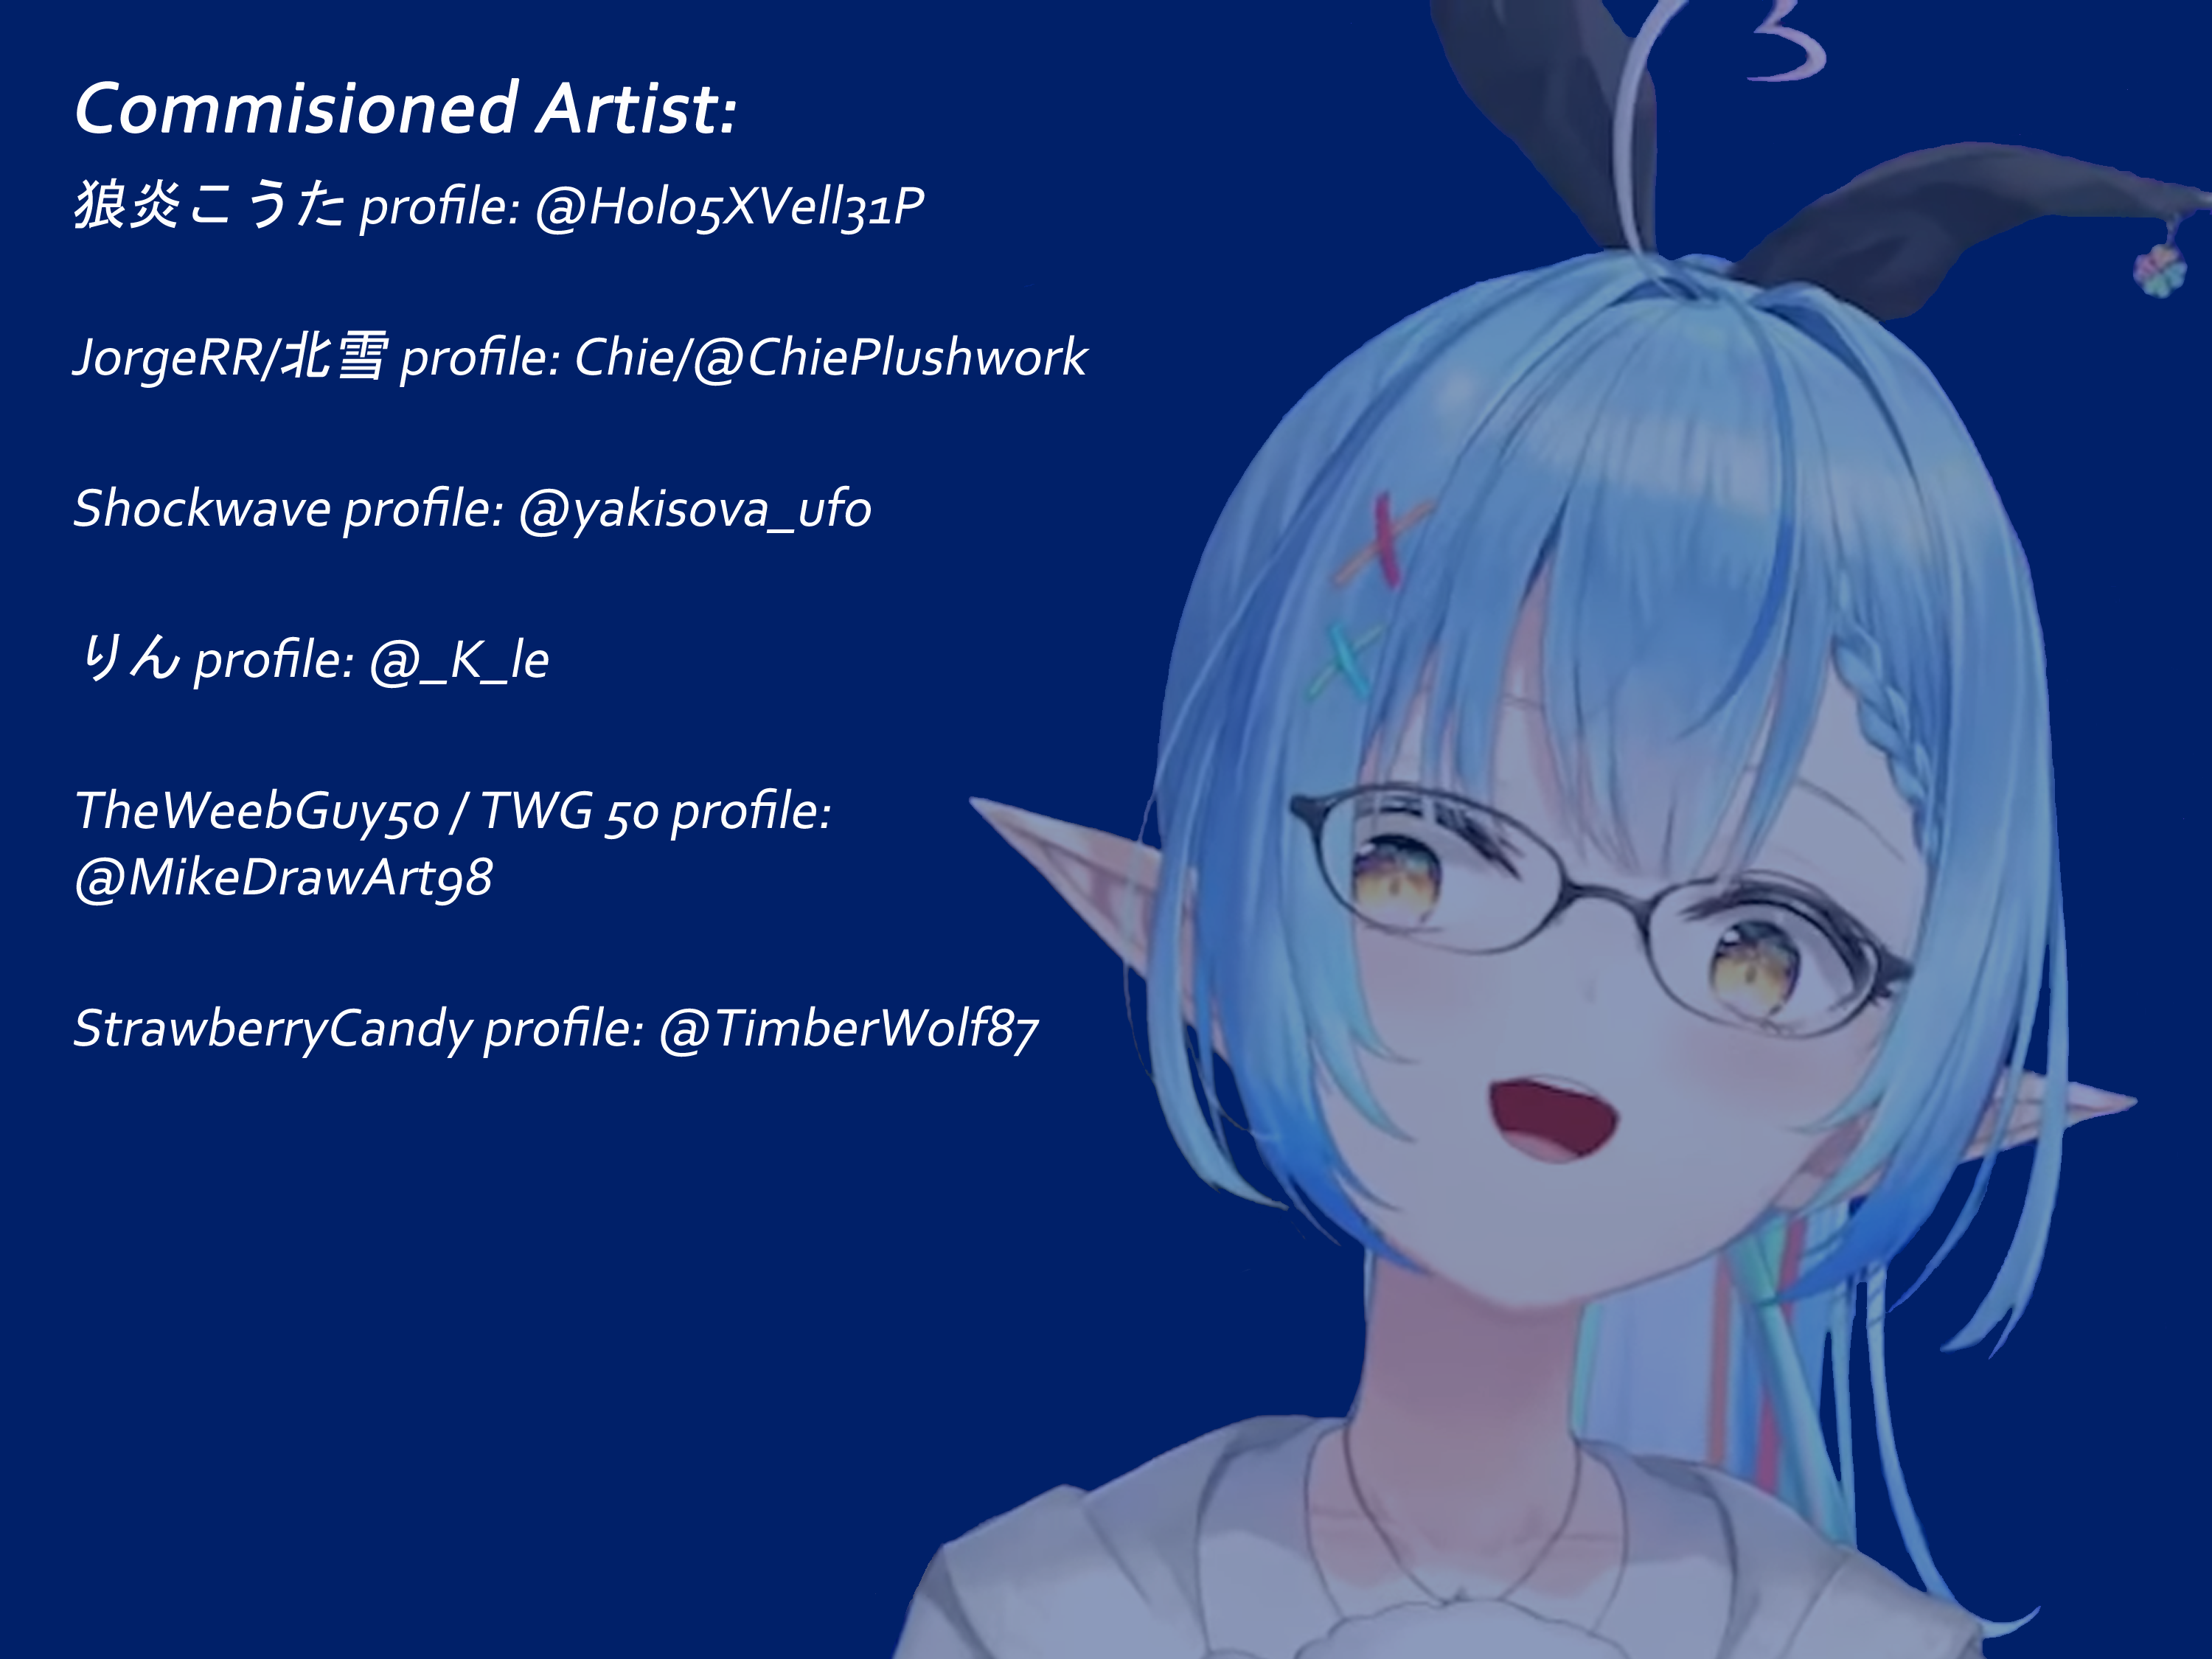 Commisioned Artist:
狼炎こうた profile: @Holo5XVell31P
JorgeRR/北雪 profile: Chie/@ChiePlushwork
Shockwave profile: @yakisova_ufo
りん profile: @_K_le
TheWeebGuy50 / TWG 50 profile:
@MikeDrawArt98
StrawberryCandy profile: @TimberWolf87